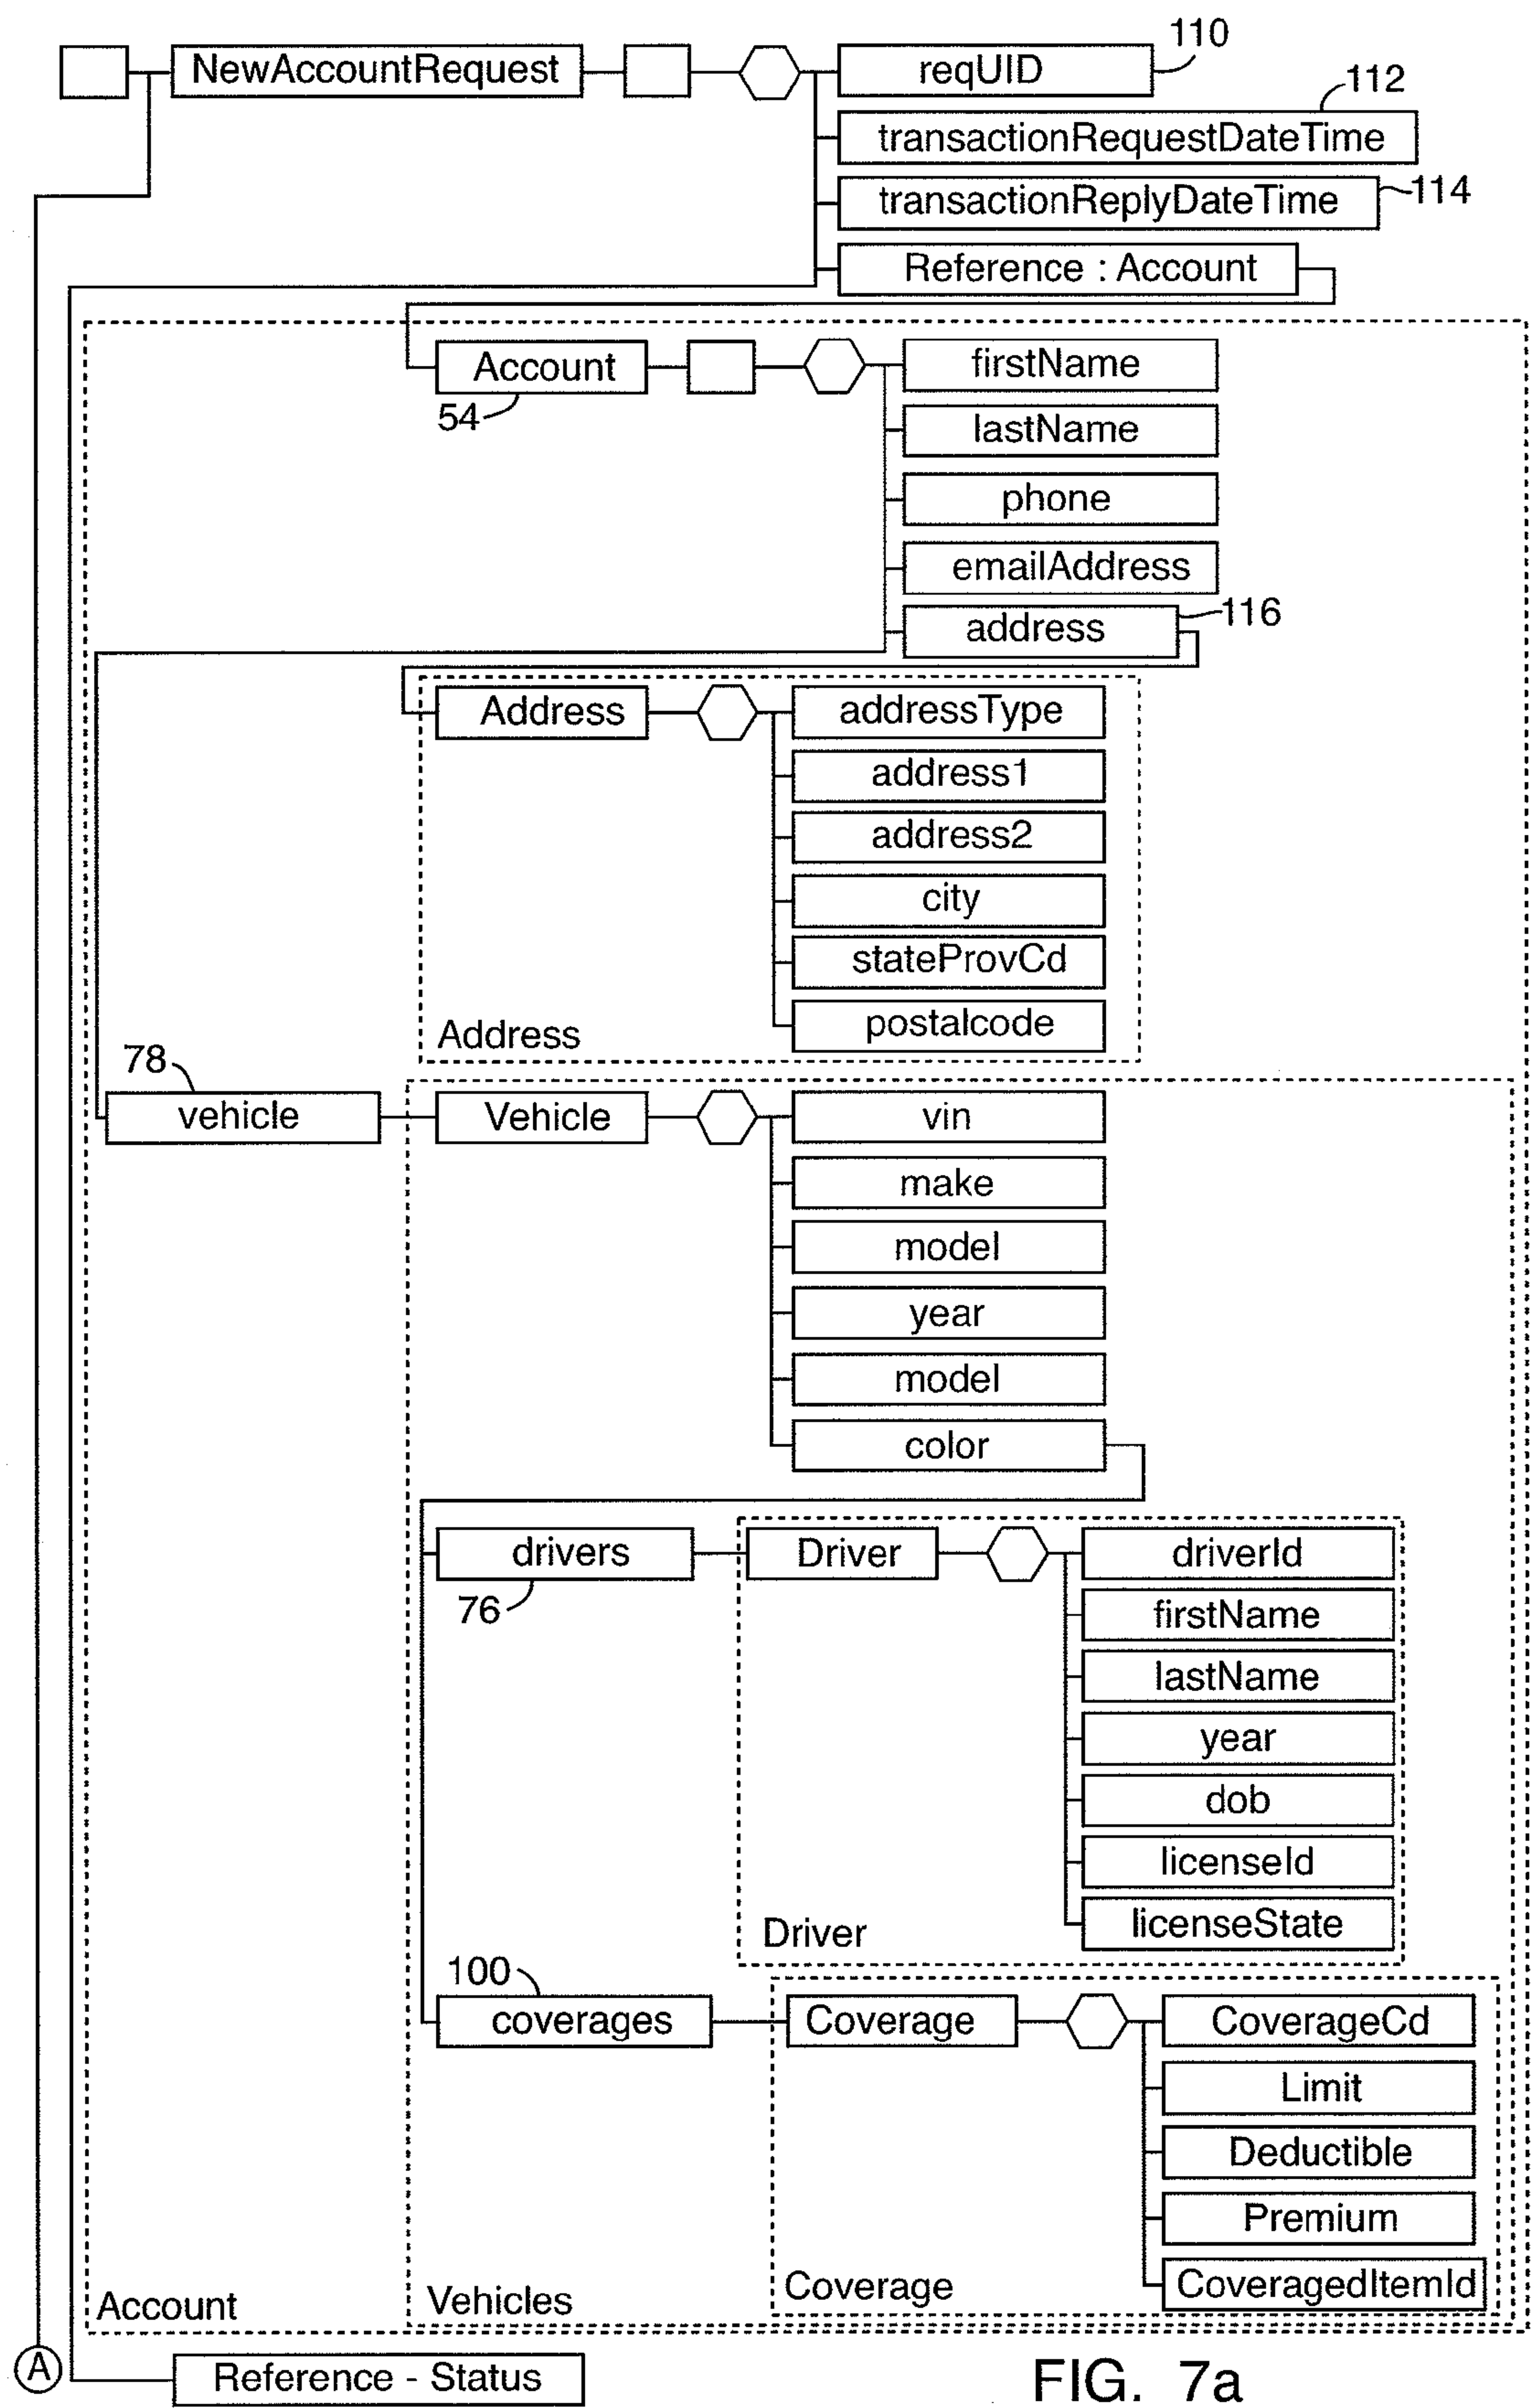 NewAccountRequest
reqUID
110
112
transactionRequestDateTime
transactionReplyDateTime
114
Reference : Account
Account
54
firstName
lastName
phone
emailAddress
address
116
Address
addressType
address1
address2
city
stateProvCd
postalcode
Address
78
vehicle
Vehicle
vin
make
model
year
model
color
drivers
76
Driver
driverId
firstName
lastName
year
dob
licenseId
licenseState
Driver
100
coverages
Coverage
CoverageCd
Limit
Deductible
Premium
CoveragedItemId
Coverage
Vehicles
Account
A
Reference - Status
FIG. 7a